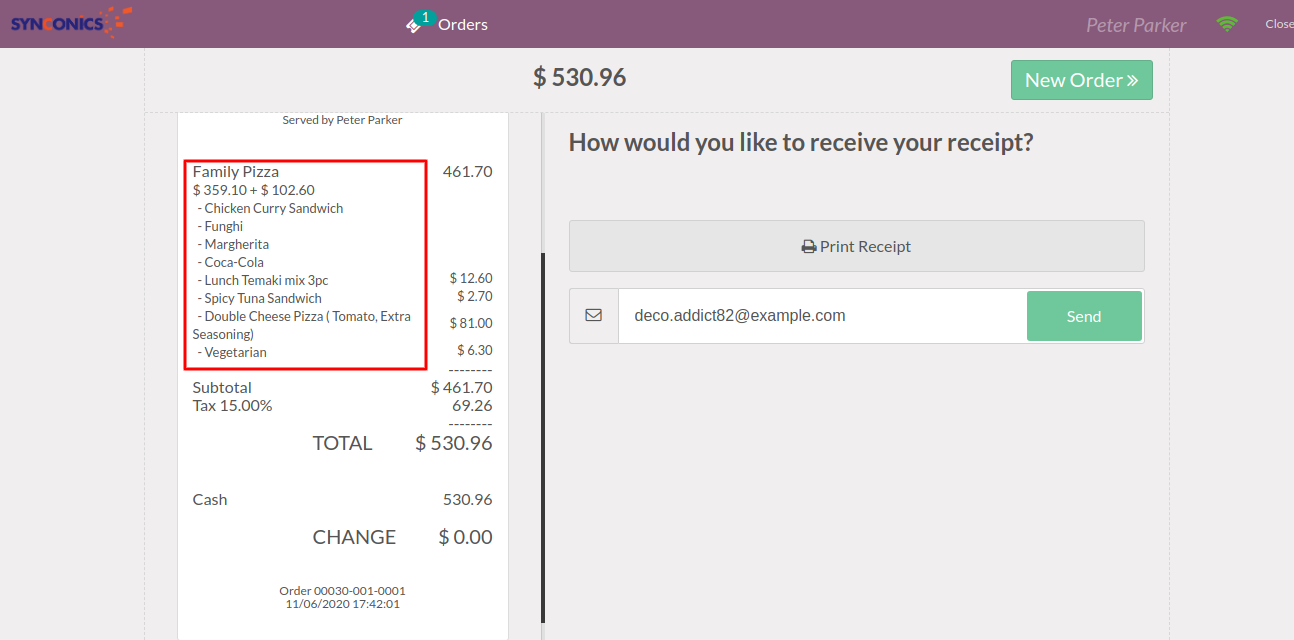 SYNCONICS
1
Orders
Peter Parker
Close
$ 530.96
New Order »
Served by Peter Parker
Family Pizza 461.70
$ 359.10 + $ 102.60
- Chicken Curry Sandwich
- Funghi
- Margherita
- Coca-Cola
- Lunch Temaki mix 3pc $ 12.60
- Spicy Tuna Sandwich $ 2.70
- Double Cheese Pizza ( Tomato, Extra
Seasoning) $ 81.00
- Vegetarian $ 6.30
--------
Subtotal $ 461.70
Tax 15.00% 69.26
--------
TOTAL $ 530.96
Cash 530.96
CHANGE $ 0.00
Order 00030-001-0001
11/06/2020 17:42:01
How would you like to receive your receipt?
Print Receipt
deco.addict82@example.com
Send